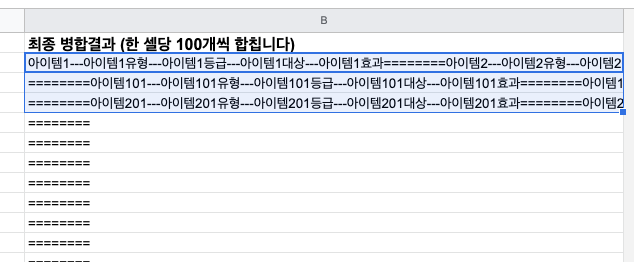 B
최종 병합결과 (한 셀당 100개씩 합칩니다)
아이템1---아이템1유형---아이템1등급---아이템1대상---아이템1효과========아이템2---아이템2유형---아이템2
========아이템101---아이템101유형---아이템101등급---아이템101대상---아이템101효과========아이템1
========아이템201---아이템201유형---아이템201등급---아이템201대상---아이템201효과========아이템2
========
========
========
========
========
========
========
========